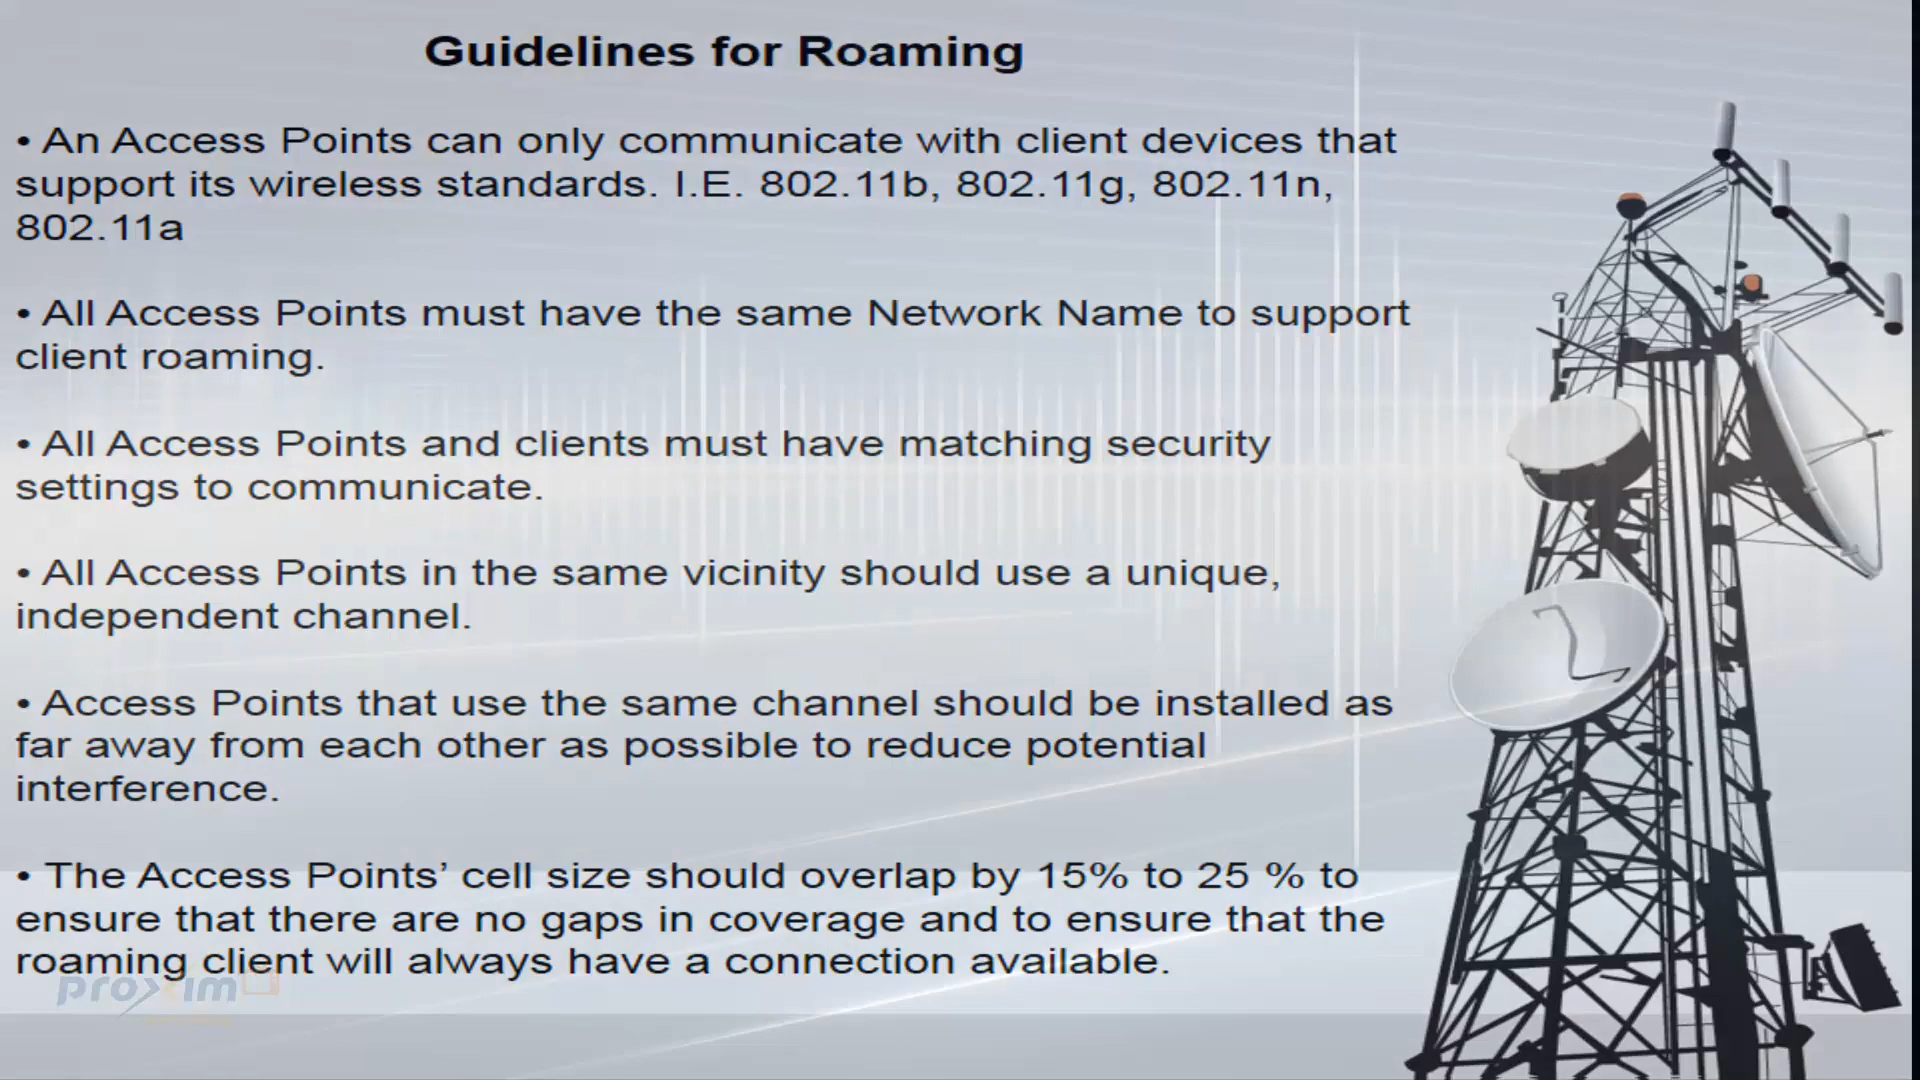 Guidelines for Roaming
• An Access Points can only communicate with client devices that
support its wireless standards. I.E. 802.11b, 802.11g, 802.11n,
802.11a
• All Access Points must have the same Network Name to support
client roaming.
• All Access Points and clients must have matching security
settings to communicate.
• All Access Points in the same vicinity should use a unique,
independent channel.
• Access Points that use the same channel should be installed as
far away from each other as possible to reduce potential
interference.
• The Access Points’ cell size should overlap by 15% to 25 % to
ensure that there are no gaps in coverage and to ensure that the
roaming client will always have a connection available.
proxim